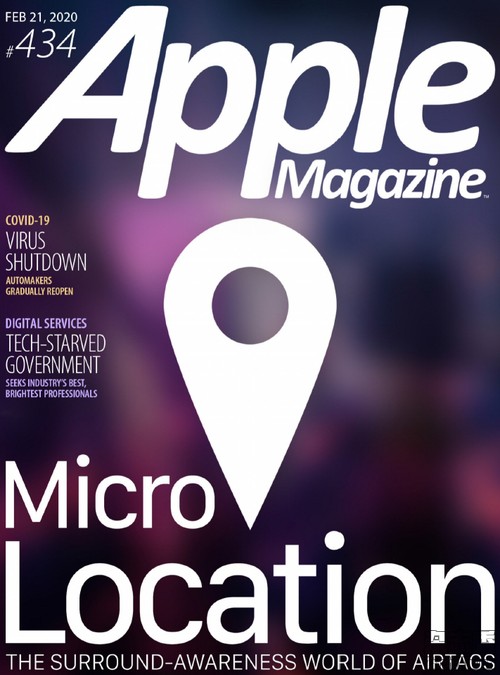 FEB 21, 2020
#434
Apple
Magazine
TM
COVID-19
VIRUS
SHUTDOWN
AUTOMAKERS
GRADUALLY REOPEN
DIGITAL SERVICES
TECH-STARVED
GOVERNMENT
SEEKS INDUSTRY'S BEST,
BRIGHTEST PROFESSIONALS
Micro
Location
THE SURROUND-AWARENESS WORLD OF AIRTAGS